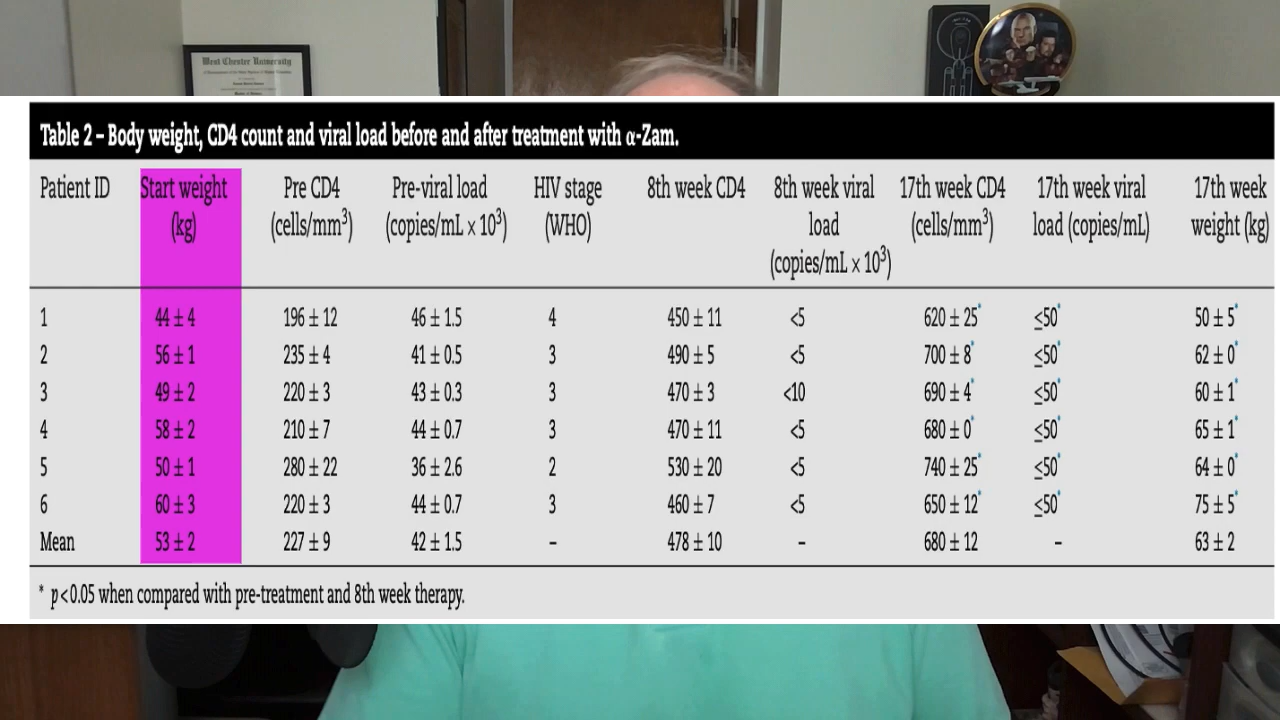 West Chester University
Table 2 – Body weight, CD4 count and viral load before and after treatment with α-Zam.
Patient ID Start weight (kg) Pre CD4 (cells/mm³) Pre-viral load (copies/mL x 10³) HIV stage (WHO) 8th week CD4 8th week viral load (copies/mL x 10³) 17th week CD4 (cells/mm³) 17th week viral load (copies/mL) 17th week weight (kg)
1 44 ± 4 196 ± 12 46 ± 1.5 4 450 ± 11 <5 620 ± 25* ≤50* 50 ± 5*
2 56 ± 1 235 ± 4 41 ± 0.5 3 490 ± 5 <5 700 ± 8* ≤50* 62 ± 0*
3 49 ± 2 220 ± 3 43 ± 0.3 3 470 ± 3 <10 690 ± 4* ≤50* 60 ± 1*
4 58 ± 2 210 ± 7 44 ± 0.7 3 470 ± 11 <5 680 ± 0* ≤50* 65 ± 1*
5 50 ± 1 280 ± 22 36 ± 2.6 2 530 ± 20 <5 740 ± 25* ≤50* 64 ± 0*
6 60 ± 3 220 ± 3 44 ± 0.7 3 460 ± 7 <5 650 ± 12* ≤50* 75 ± 5*
Mean 53 ± 2 227 ± 9 42 ± 1.5 – 478 ± 10 – 680 ± 12 – 63 ± 2
* p<0.05 when compared with pre-treatment and 8th week therapy.